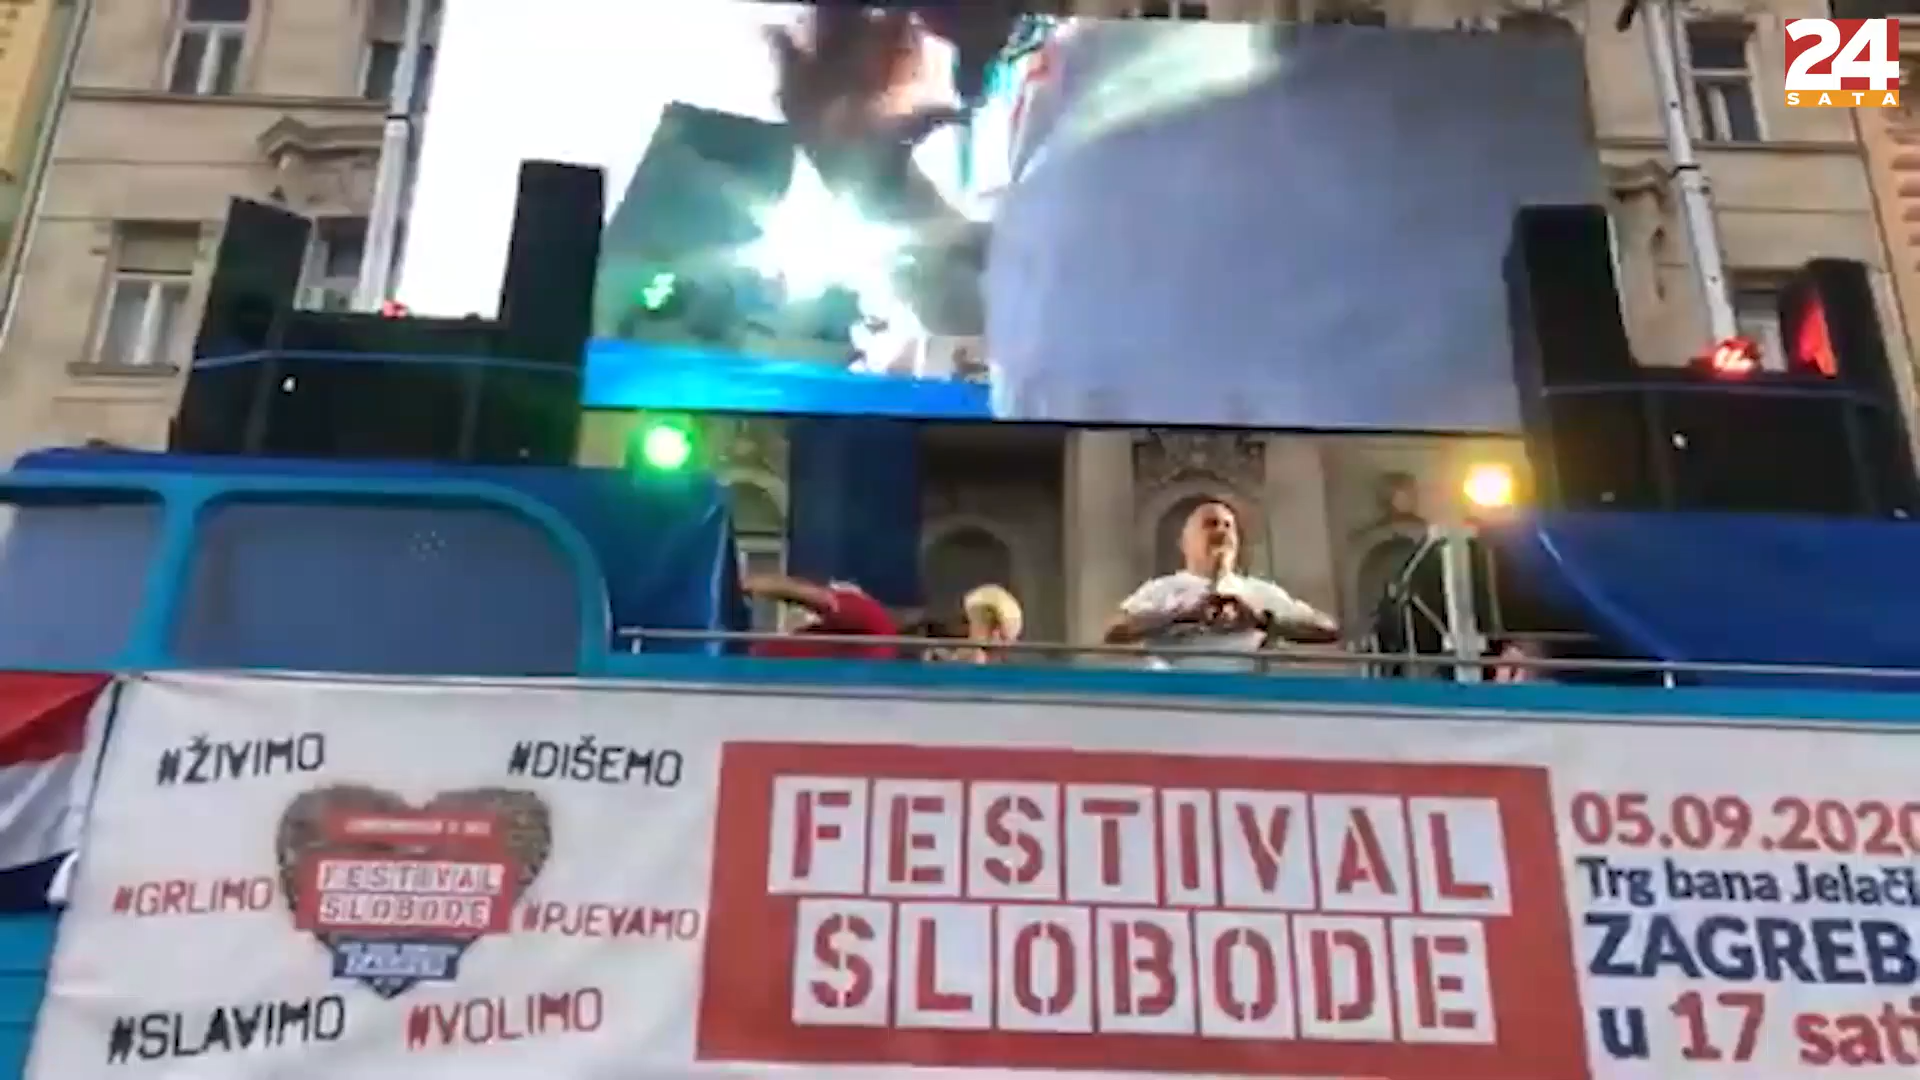 24
SATA
#ŽIVIMO
#DIŠEMO
#GRLIMO
FESTIVAL
SLOBODE
ZAGREB
#PJEVAMO
#SLAVIMO
#VOLIMO
FESTIVAL
SLOBODE
05.09.2020
Trg bana Jelači
ZAGREB
u 17 sati